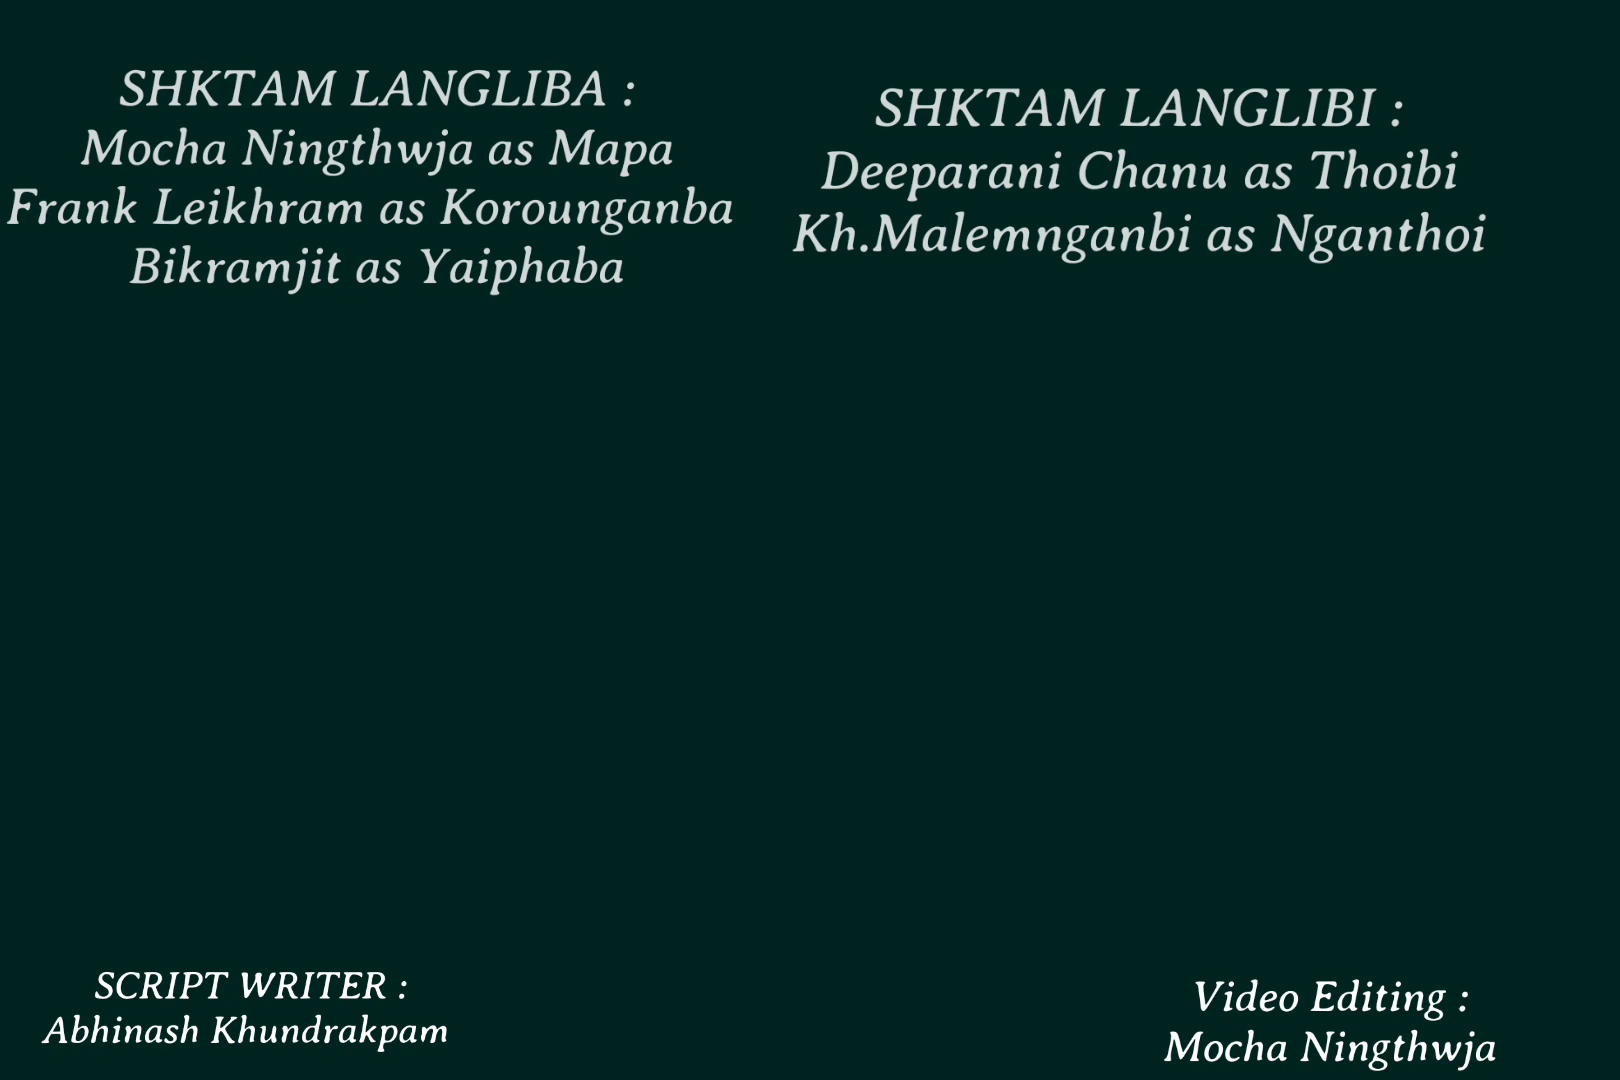 SHKTAM LANGLIBA :
Mocha Ningthwja as Mapa
Frank Leikhram as Korounganba
Bikramjit as Yaiphaba
SHKTAM LANGLIBI :
Deeparani Chanu as Thoibi
Kh.Malemnganbi as Nganthoi
SCRIPT WRITER :
Abhinash Khundrakpam
Video Editing :
Mocha Ningthwja